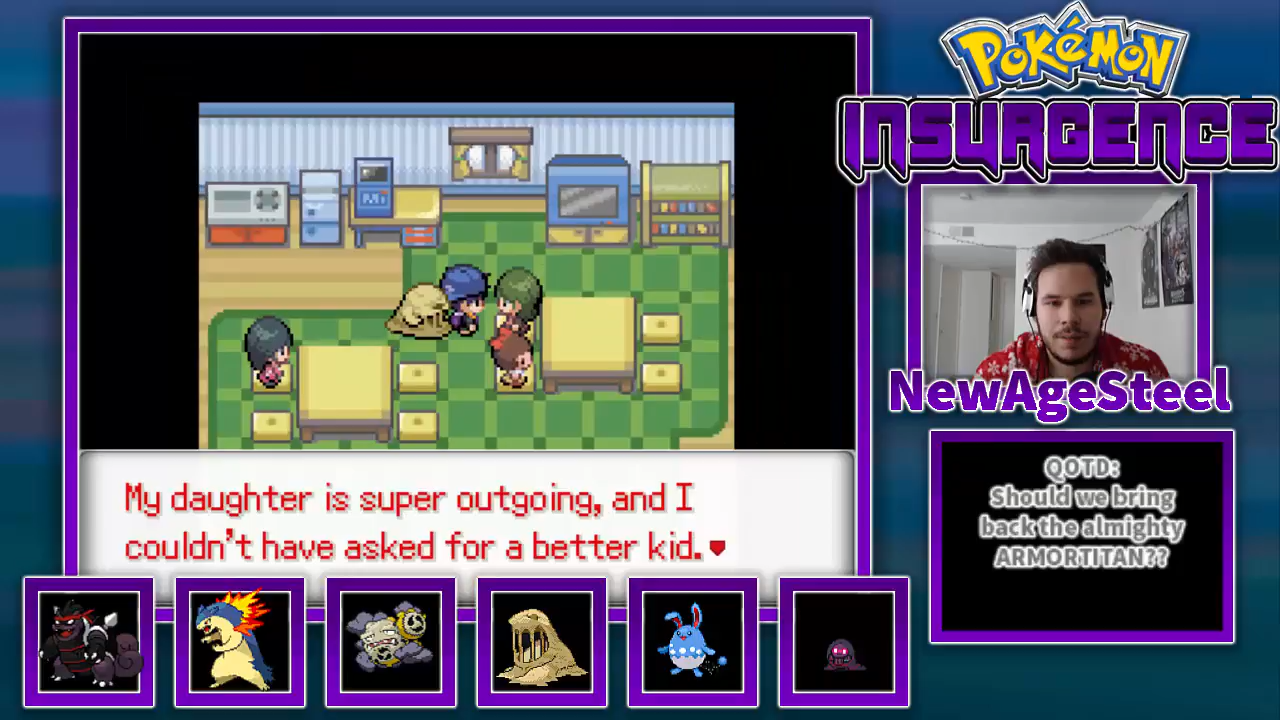 POKéMON
INSURGENCE
NewAgeSteel
QOTD:
Should we bring
back the almighty
ARMORTITAN??
My daughter is super outgoing, and I
couldn't have asked for a better kid.